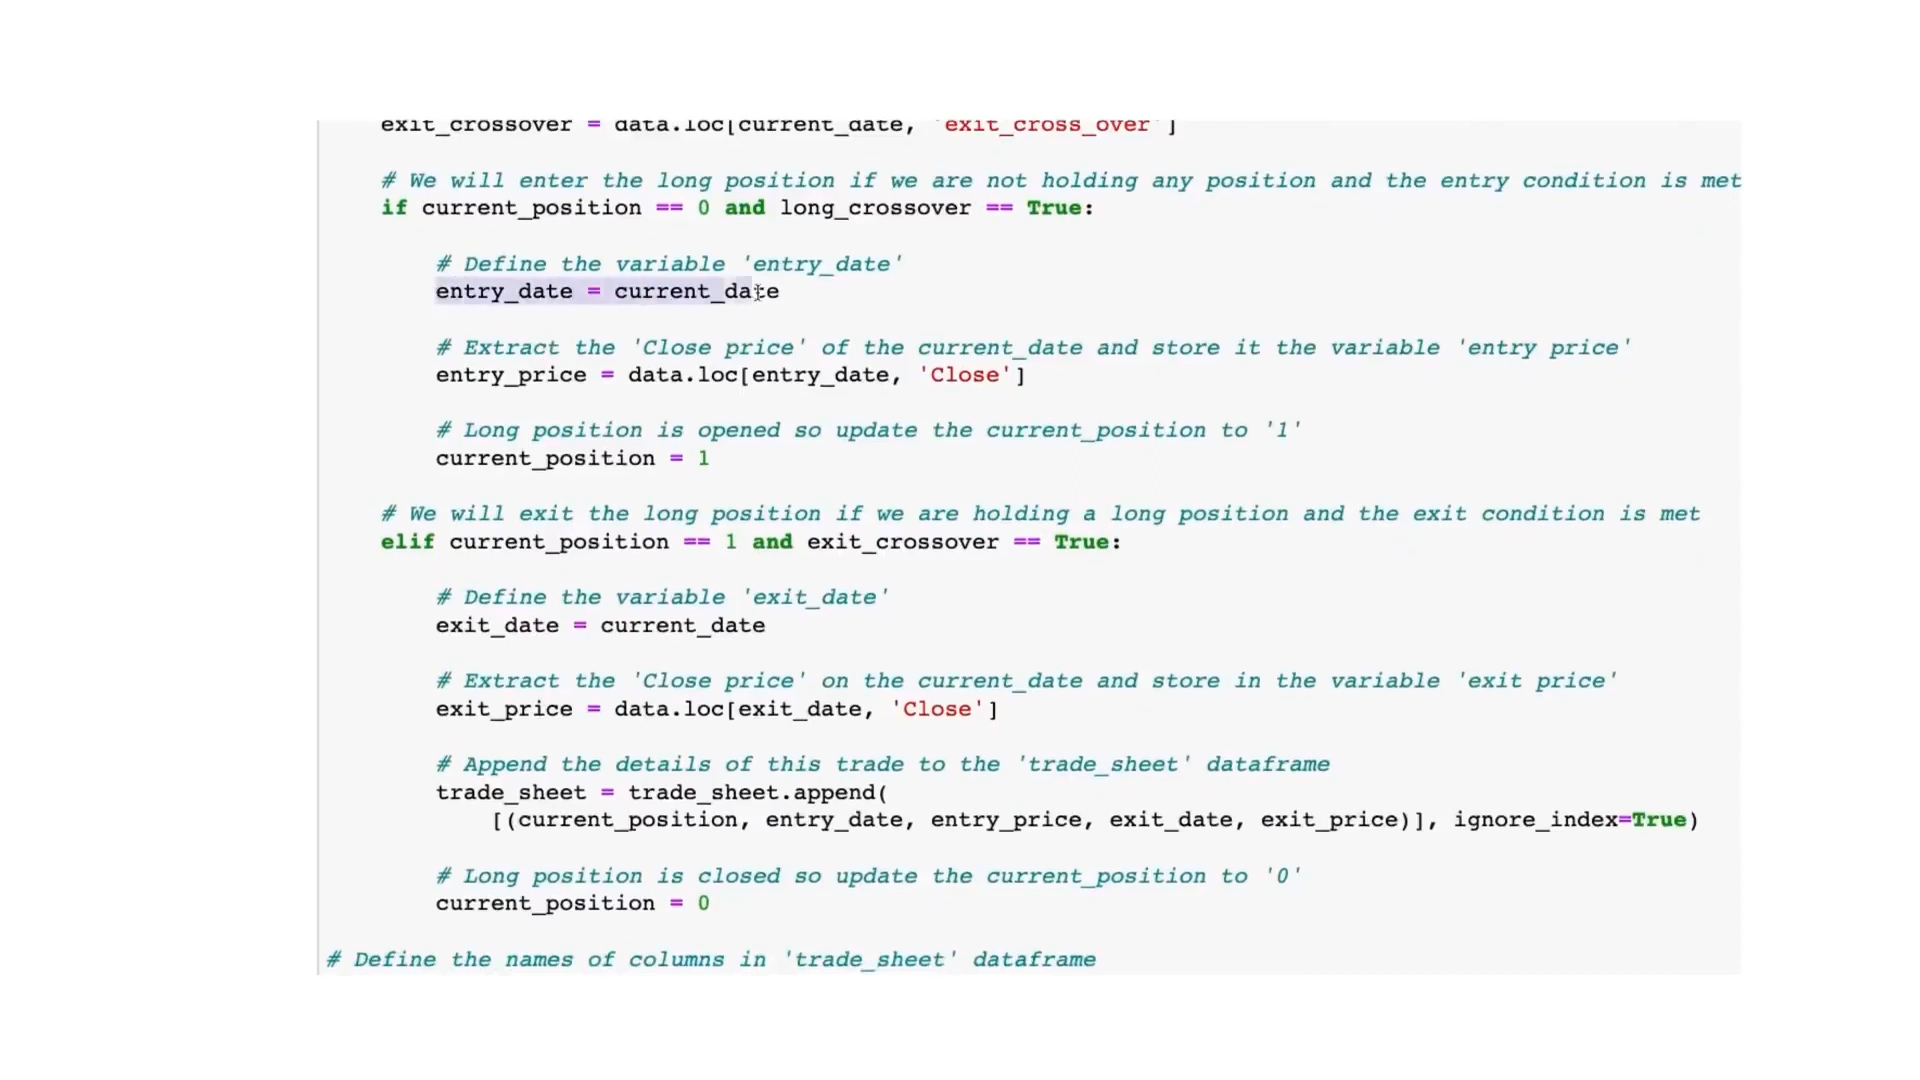 exit_crossover = data.loc[current_date, 'exit_cross_over']
# We will enter the long position if we are not holding any position and the entry condition is met
if current_position == 0 and long_crossover == True:
# Define the variable 'entry_date'
entry_date = current_date
# Extract the 'Close price' of the current_date and store it the variable 'entry price'
entry_price = data.loc[entry_date, 'Close']
# Long position is opened so update the current_position to '1'
current_position = 1
# We will exit the long position if we are holding a long position and the exit condition is met
elif current_position == 1 and exit_crossover == True:
# Define the variable 'exit_date'
exit_date = current_date
# Extract the 'Close price' on the current_date and store in the variable 'exit price'
exit_price = data.loc[exit_date, 'Close']
# Append the details of this trade to the 'trade_sheet' dataframe
trade_sheet = trade_sheet.append(
[(current_position, entry_date, entry_price, exit_date, exit_price)], ignore_index=True)
# Long position is closed so update the current_position to '0'
current_position = 0
# Define the names of columns in 'trade_sheet' dataframe